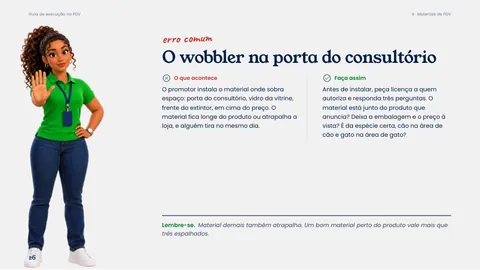 Guia de execução no PDV
4 · Materiais de PDV
erro comum
O wobbler na porta do consultório
O que acontece
O promotor instala o material onde sobra
espaço: porta do consultório, vidro da vitrine,
frente do extintor, em cima do preço. O
material fica longe do produto ou atrapalha a
loja, e alguém tira no mesmo dia.
Faça assim
Antes de instalar, peça licença a quem
autoriza e responda três perguntas. O
material está junto do produto que
anuncia? Deixa a embalagem e o preço à
vista? É da espécie certa, cão na área de
cão e gato na área de gato?
Lembre-se. Material demais também atrapalha. Um bom material perto do produto vale mais que
três espalhados.
26